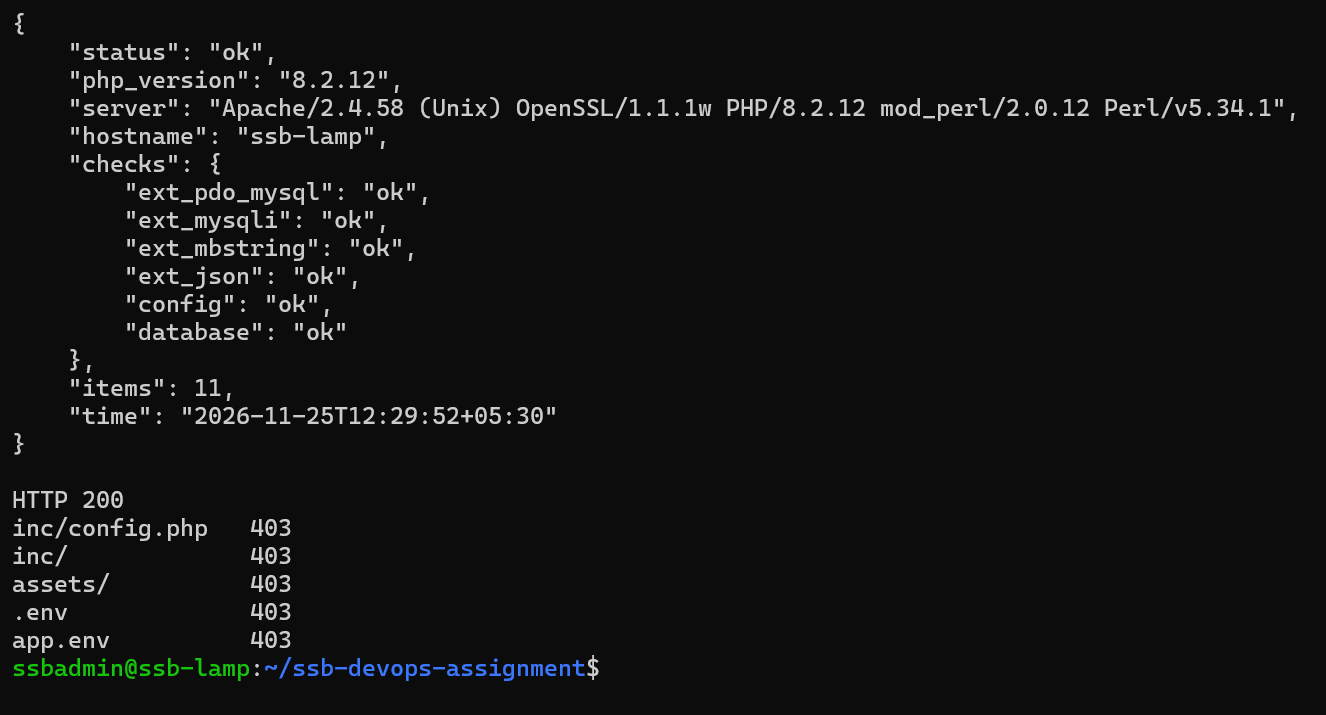 {
    "status": "ok",
    "php_version": "8.2.12",
    "server": "Apache/2.4.58 (Unix) OpenSSL/1.1.1w PHP/8.2.12 mod_perl/2.0.12 Perl/v5.34.1",
    "hostname": "ssb-lamp",
    "checks": {
        "ext_pdo_mysql": "ok",
        "ext_mysqli": "ok",
        "ext_mbstring": "ok",
        "ext_json": "ok",
        "config": "ok",
        "database": "ok"
    },
    "items": 11,
    "time": "2026-11-25T12:29:52+05:30"
}

HTTP 200
inc/config.php   403
inc/             403
assets/          403
.env             403
app.env          403
ssbadmin@ssb-lamp:~/ssb-devops-assignment$